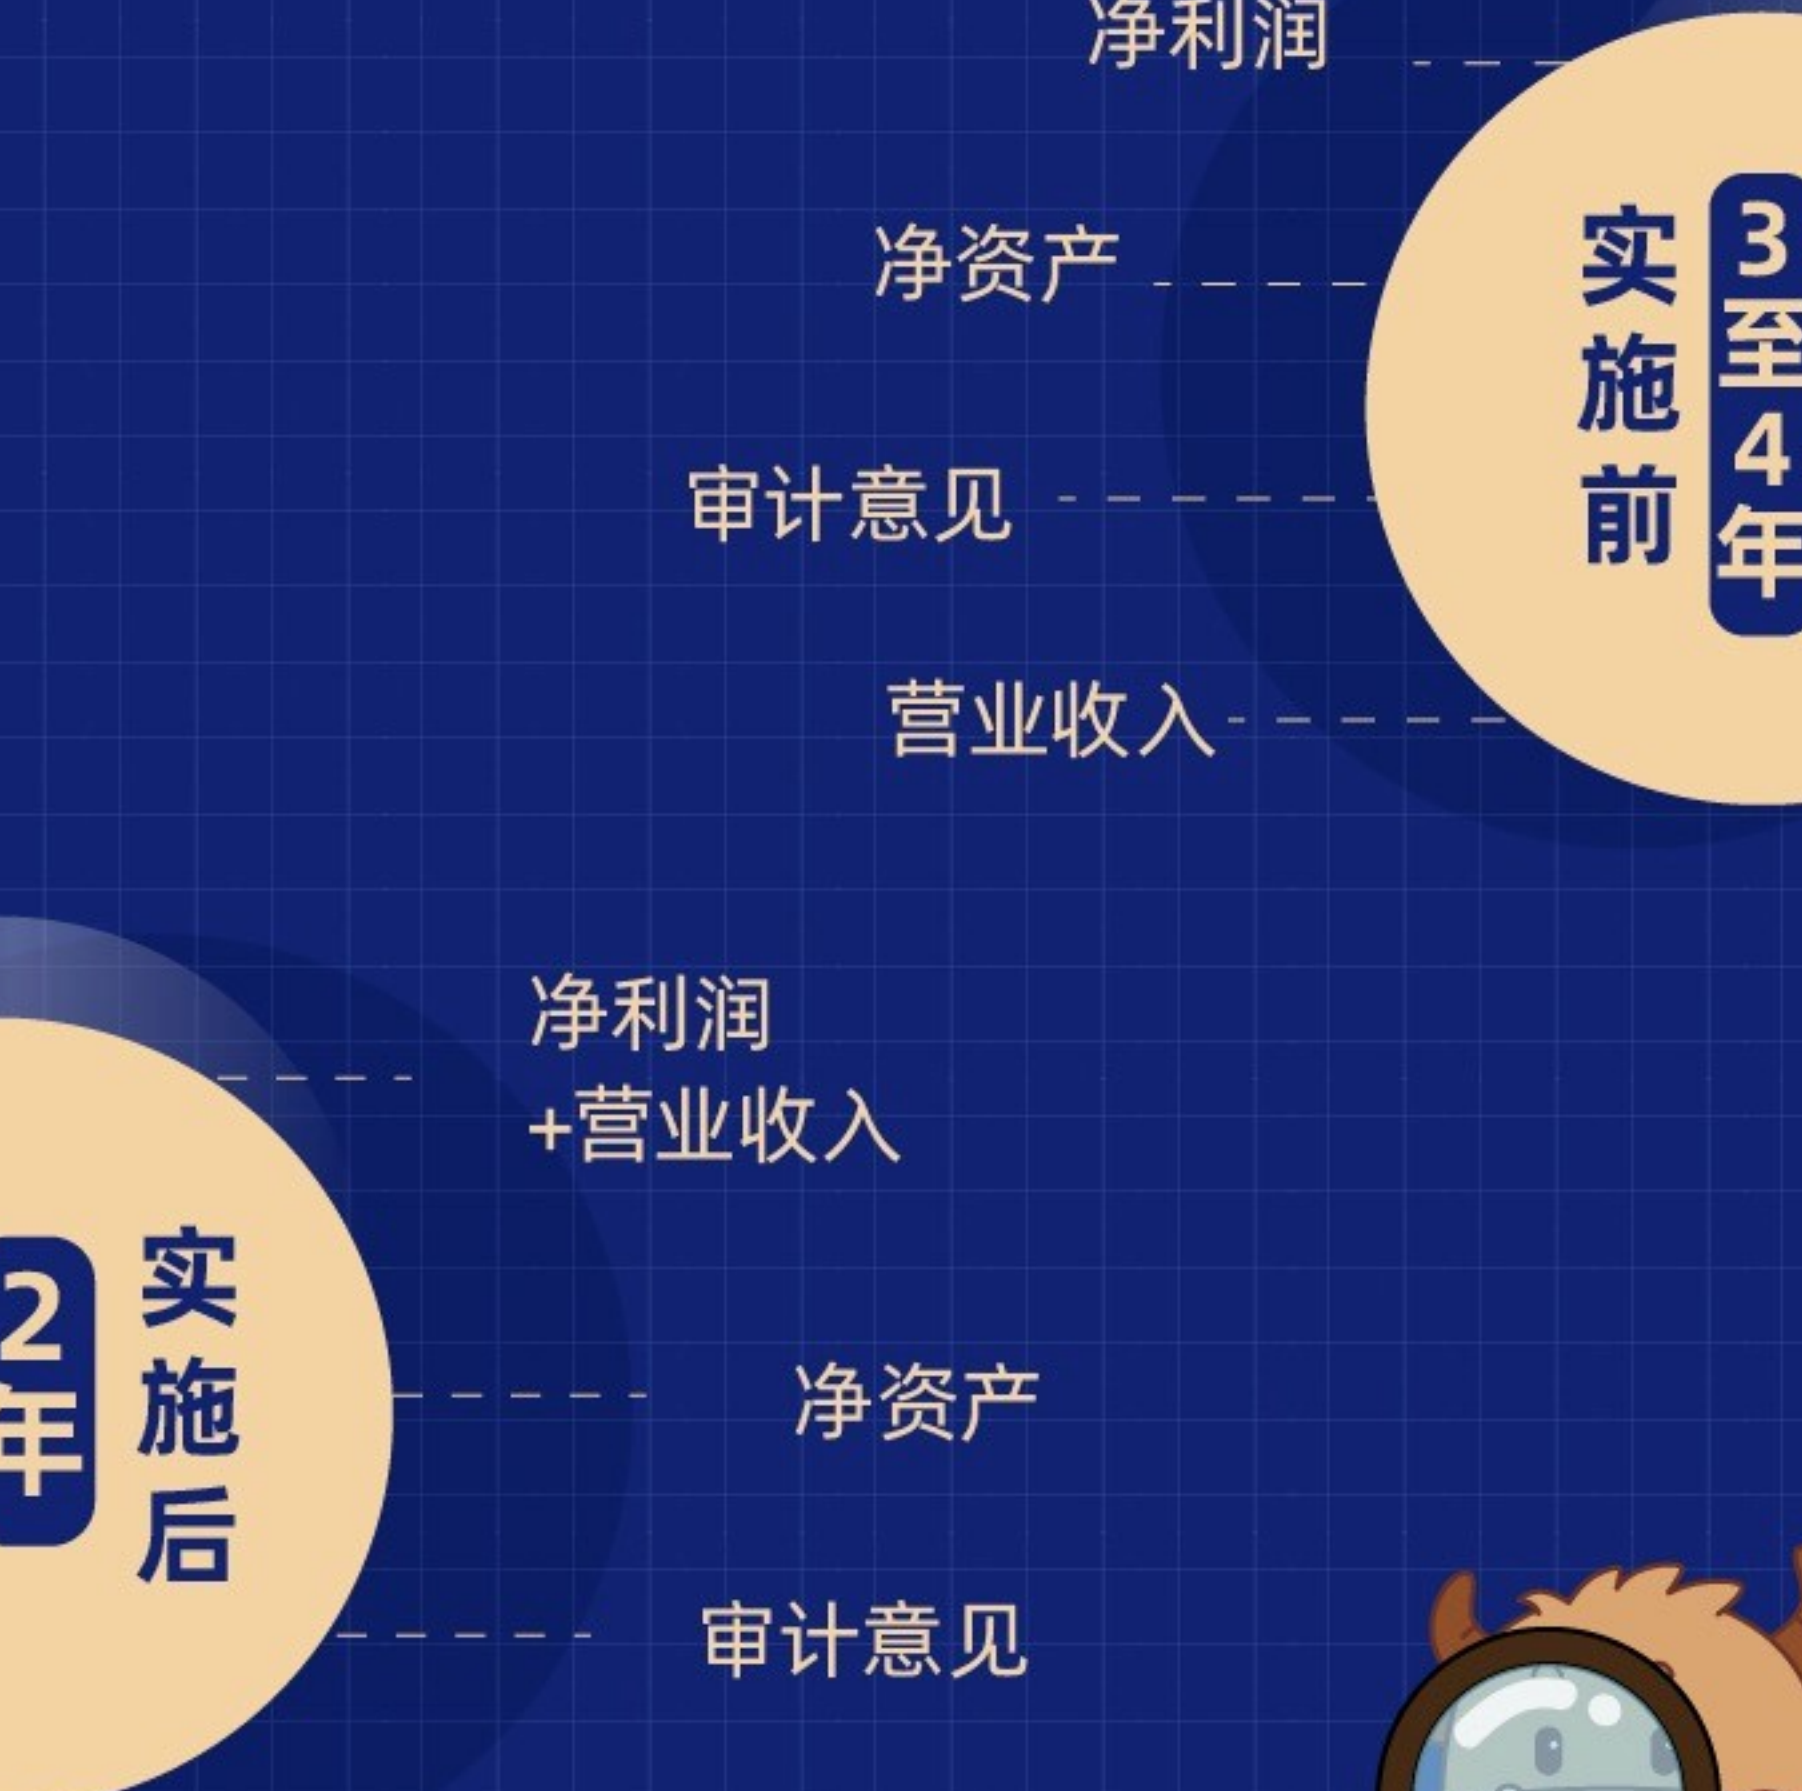 净利润
净资产
审计意见
营业收入
实施前
3至4年
净利润
+营业收入
净资产
审计意见
2年
实施后